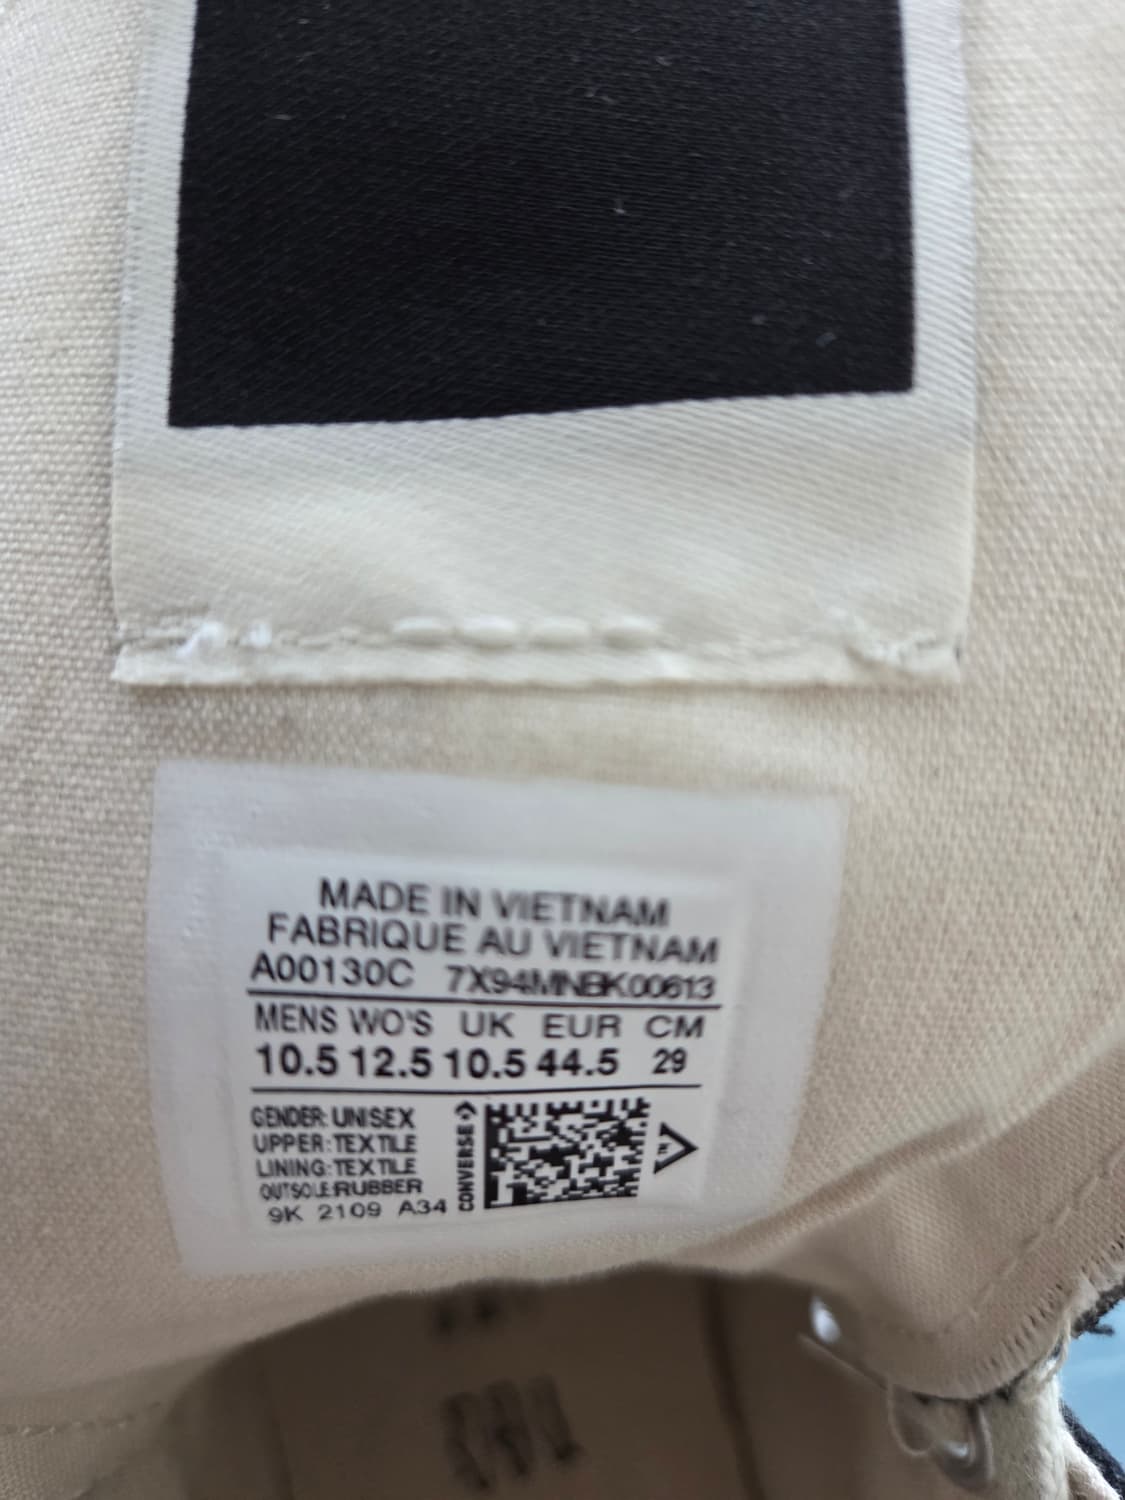 MADE IN VIETNAM
FABRIQUE AU VIETNAM
A00130C 7X94MNBK00613
MENS WO'S UK EUR CM
10.5 12.5 10.5 44.5 29
GENDER: UNISEX
UPPER:TEXTILE
LINING:TEXTILE
OUTSOLE:RUBBER
9K 2109 A34
CONVERSE